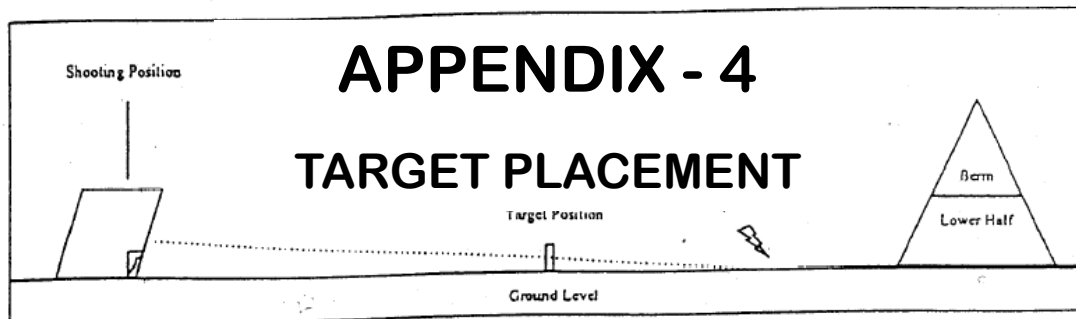 APPENDIX - 4
Shooting Position
TARGET PLACEMENT
Target Position
Berm
Lower Half
Ground Level